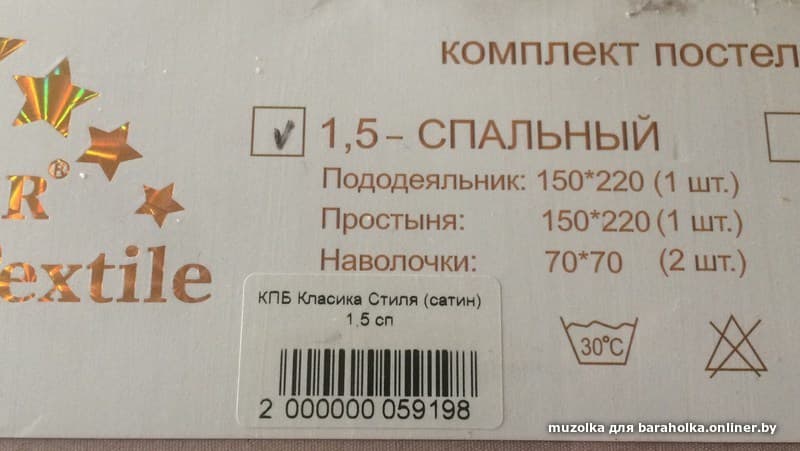 комплект постел
1,5 – СПАЛЬНЫЙ
Пододеяльник: 150*220 (1 шт.)
Простыня: 150*220 (1 шт.)
Наволочки: 70*70 (2 шт.)
R®
extile
КПБ Класика Стиля (сатин)
1,5 сп
2 000000 059198
30°C
muzolka для baraholka.onliner.by